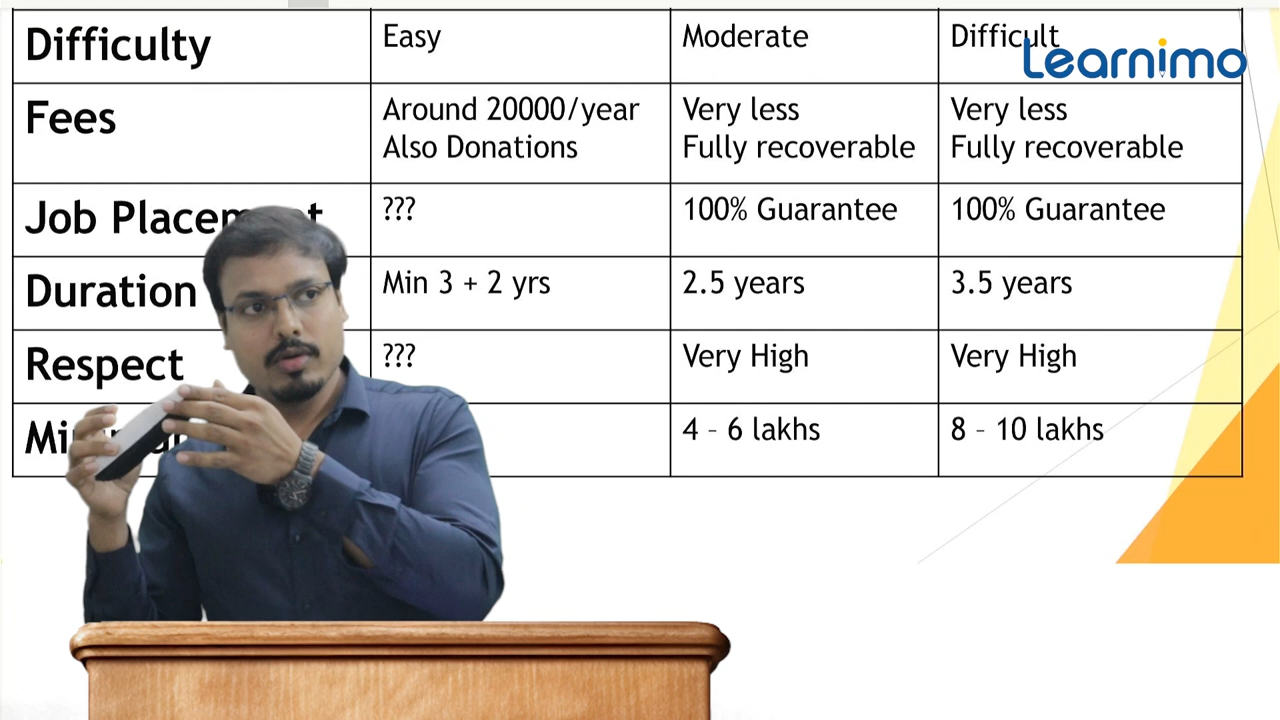 Difficulty Easy Moderate Difficult
Learnimo
Fees Around 20000/year Very less Very less
Also Donations Fully recoverable Fully recoverable
Job ??? 100% Guarantee 100% Guarantee
Duration Min 3 + 2 yrs 2.5 years 3.5 years
Respect ??? Very High Very High
4 – 6 lakhs 8 – 10 lakhs